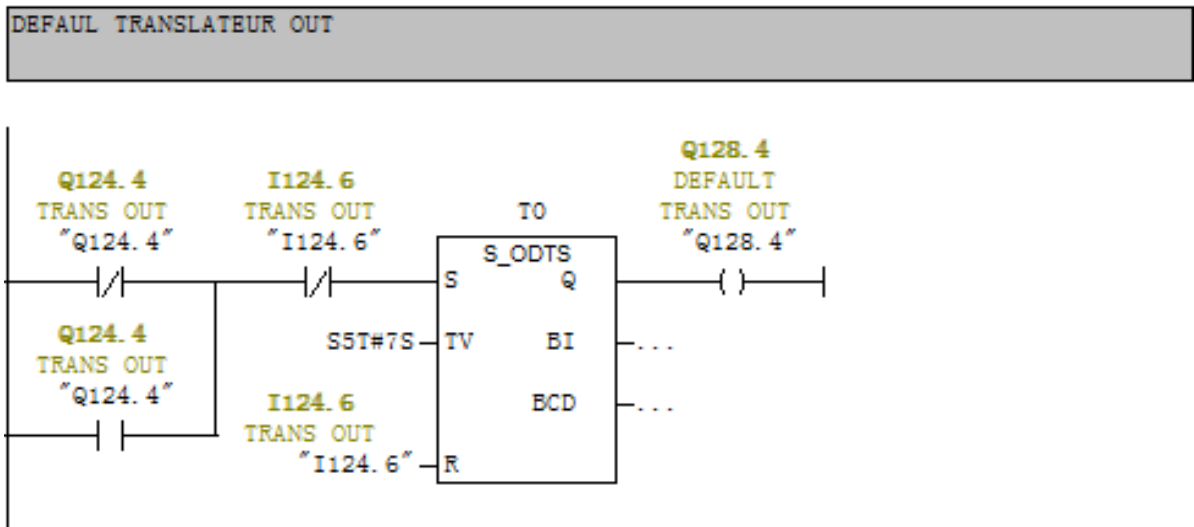 DEFAUL TRANSLATEUR OUT
Q124.4
TRANS OUT
"Q124.4"
I124.6
TRANS OUT
"I124.6"
T0
Q128.4
DEFAULT
TRANS OUT
"Q128.4"
S_ODTS
S Q
S5T#7S TV BI ...
Q124.4
TRANS OUT
"Q124.4"
BCD ...
I124.6
TRANS OUT
"I124.6" R